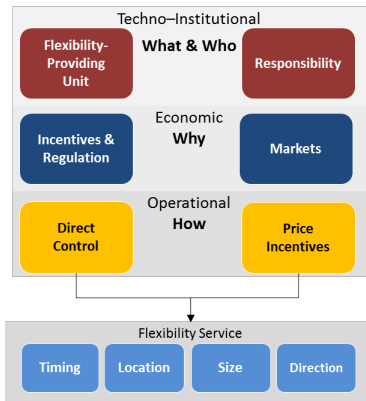 Techno–Institutional
What & Who
Flexibility-
Providing
Unit
Responsibility
Economic
Why
Incentives &
Regulation
Markets
Operational
How
Direct
Control
Price
Incentives
Flexibility Service
Timing
Location
Size
Direction